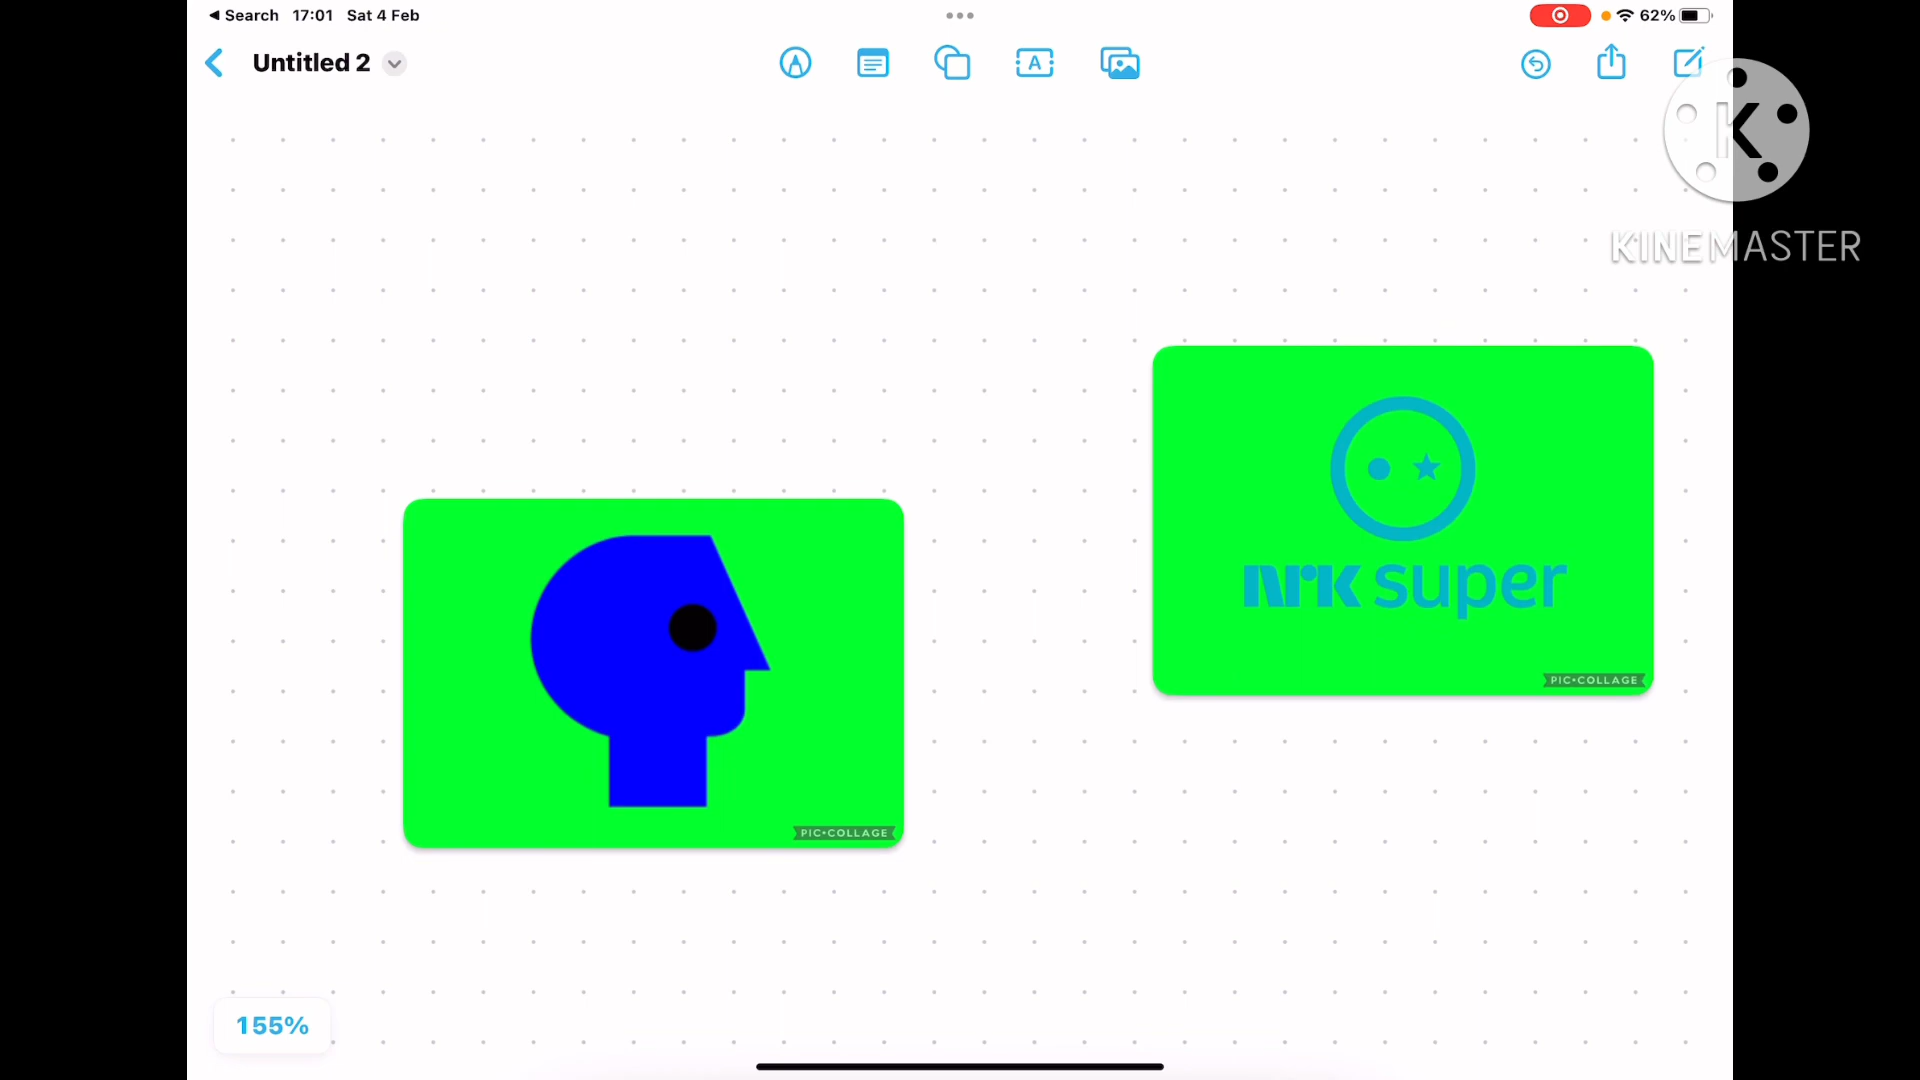 Search 17:01 Sat 4 Feb
62%
Untitled 2
A
K
KINEMASTER
nrk super
PIC•COLLAGE
PIC•COLLAGE
155%